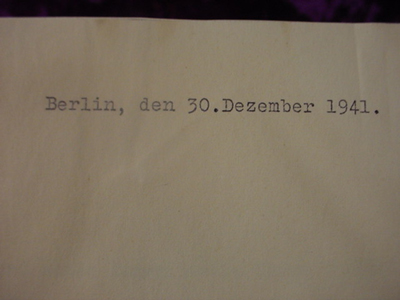 Berlin, den 30.Dezember 1941.